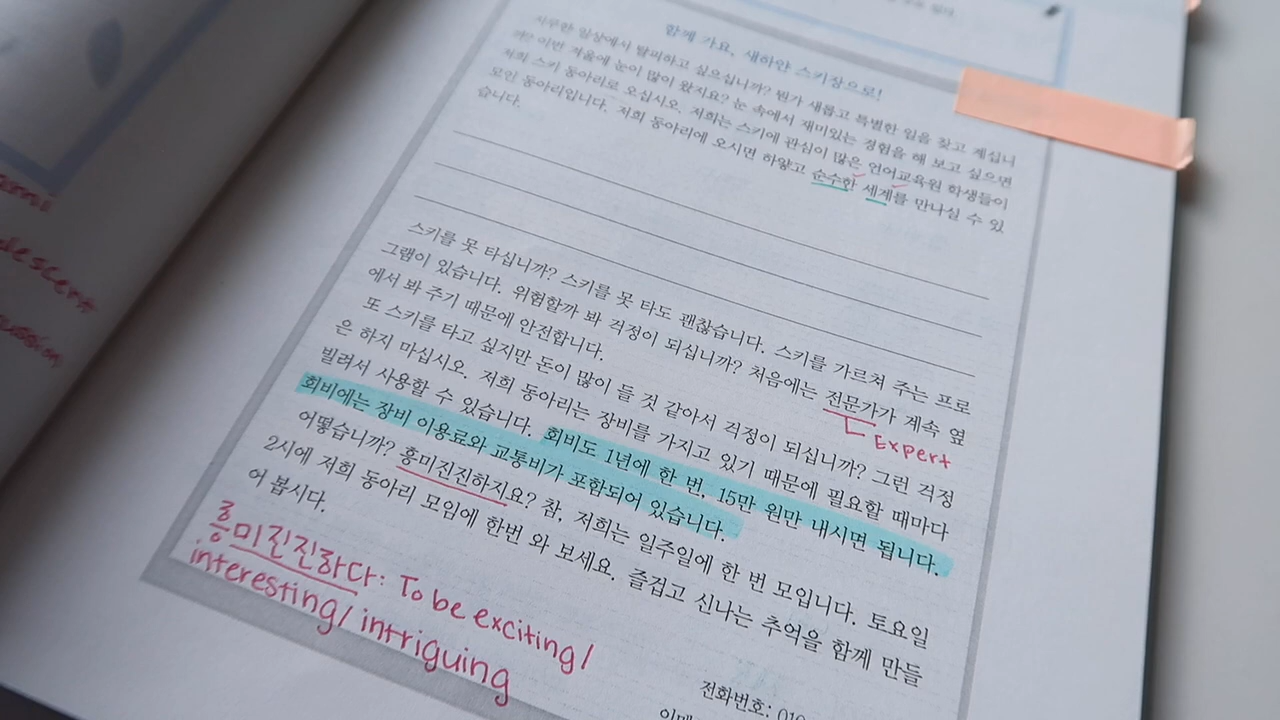 함께 가요, 새하얀 스키장으로!
일상에서 탈피하고 싶으십니까? 뭔가 새롭고 특별한 일을 찾고 계십니
까? 이번 겨울에 눈이 많이 왔지요? 눈 속에서 재미있는 경험을 해 보고 싶으면
저희 스키 동아리로 오십시오. 저희는 스키에 관심이 많은 언어교육원 학생들이
모인 동아리입니다. 저희 동아리에 오시면 하얗고 순수한 세계를 만나실 수 있
습니다.
스키를 못 타십니까? 스키를 못 타도 괜찮습니다. 스키를 가르쳐 주는 프로
그램이 있습니다. 위험할까 봐 걱정이 되십니까? 처음에는 전문가가 계속 옆
에서 봐 주기 때문에 안전합니다.
Expert
또 스키를 타고 싶지만 돈이 많이 들 것 같아서 걱정이 되십니까? 그런 걱정
은 하지 마십시오. 저희 동아리는 장비를 가지고 있기 때문에 필요할 때마다
빌려서 사용할 수 있습니다. 회비도 1년에 한 번, 15만 원만 내시면 됩니다.
회비에는 장비 이용료와 교통비가 포함되어 있습니다.
어떻습니까? 흥미진진하지요? 참, 저희는 일주일에 한 번 모입니다. 토요일
2시에 저희 동아리 모임에 한번 와 보세요. 즐겁고 신나는 추억을 함께 만들
어 봅시다.
흥미진진하다: To be exciting/
interesting/ intriguing
전화번호: 010